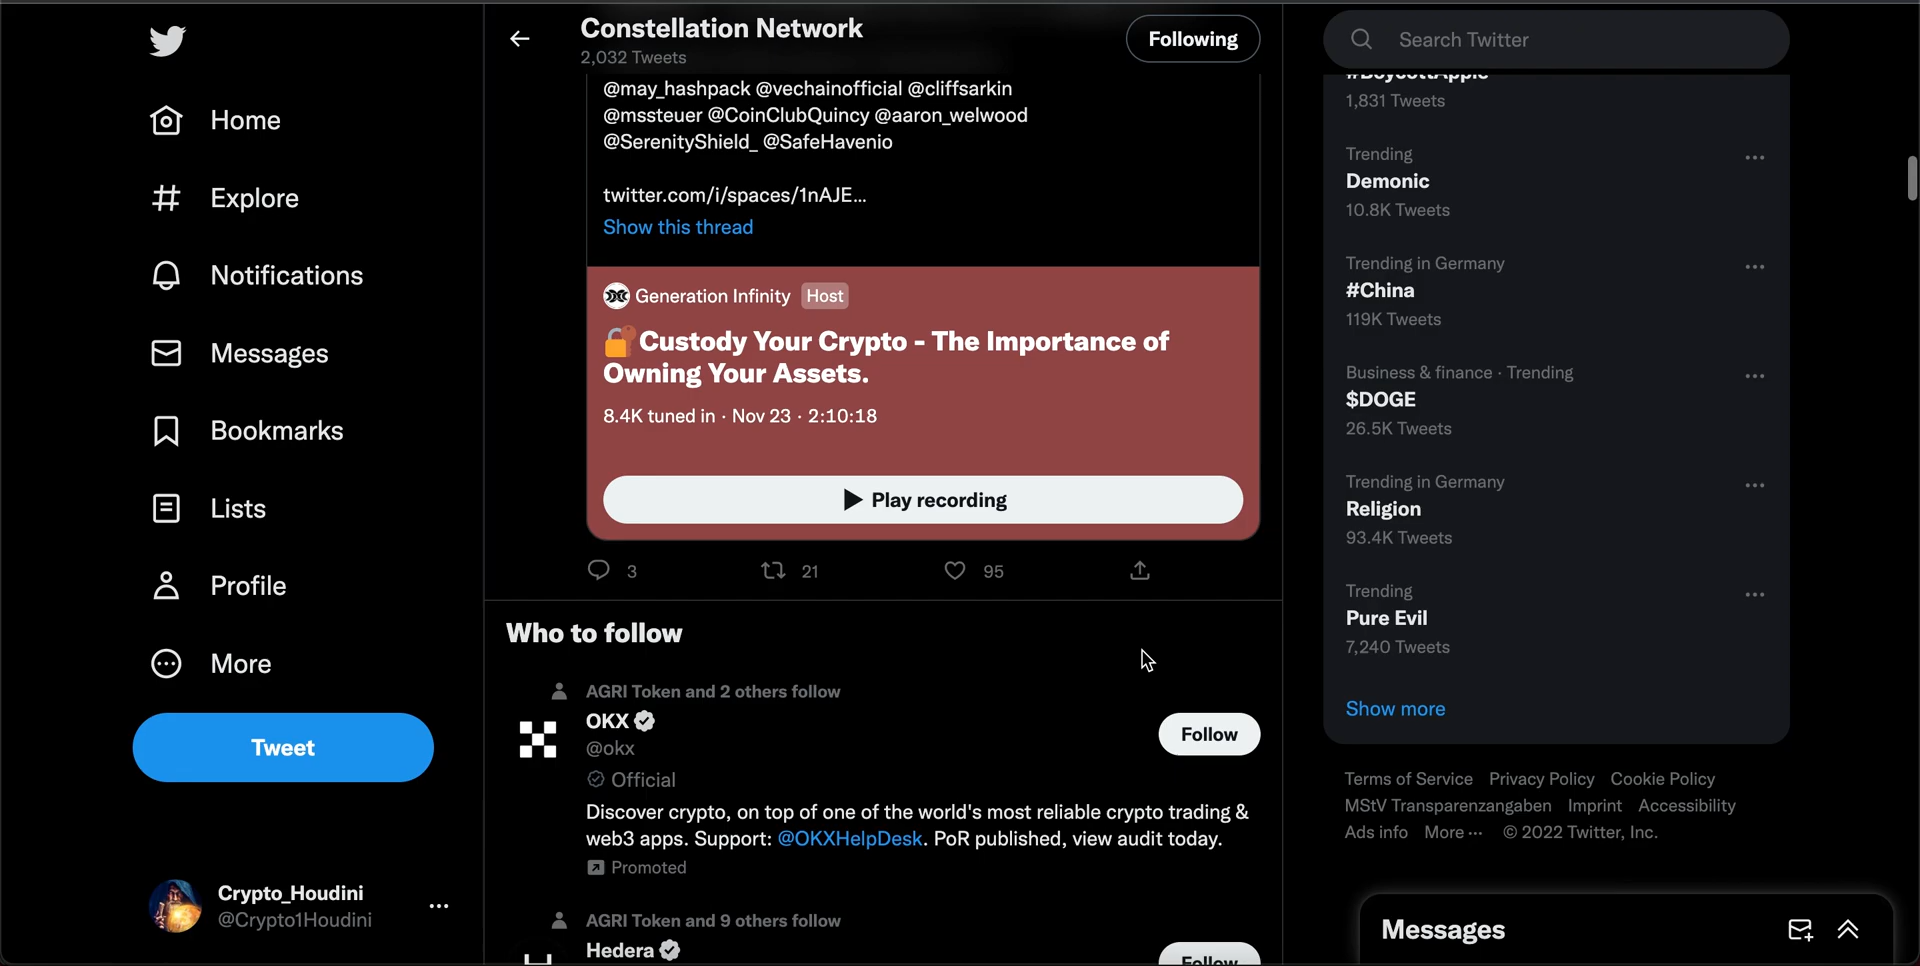 Home
Explore
Notifications
Messages
Bookmarks
Lists
Profile
More
Tweet
Crypto_Houdini
@Crypto1Houdini
Constellation Network
2,032 Tweets
Following
@may_hashpack @vechainofficial @cliffsarkin
@mssteuer @CoinClubQuincy @aaron_welwood
@SerenityShield_ @SafeHavenio
twitter.com/i/spaces/1nAJE...
Show this thread
Generation Infinity Host
🔐Custody Your Crypto - The Importance of
Owning Your Assets.
8.4K tuned in · Nov 23 · 2:10:18
Play recording
3 21 95
Who to follow
AGRI Token and 2 others follow
OKX
@okx
Official
Follow
Discover crypto, on top of one of the world's most reliable crypto trading &
web3 apps. Support: @OKXHelpDesk. PoR published, view audit today.
Promoted
AGRI Token and 9 others follow
Hedera
Follow
Search Twitter
#BoycottApple
1,831 Tweets
Trending
Demonic
10.8K Tweets
Trending in Germany
#China
119K Tweets
Business & finance · Trending
$DOGE
26.5K Tweets
Trending in Germany
Religion
93.4K Tweets
Trending
Pure Evil
7,240 Tweets
Show more
Terms of Service Privacy Policy Cookie Policy
MStV Transparenzangaben Imprint Accessibility
Ads info More ··· © 2022 Twitter, Inc.
Messages